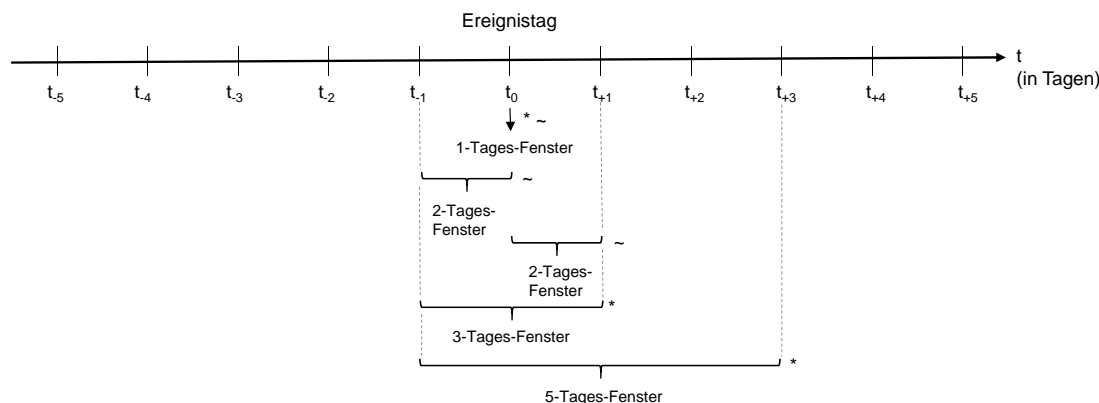 Ereignistag
t
(in Tagen)
t-5 t-4 t-3 t-2 t-1 t0 t+1 t+2 t+3 t+4 t+5
* ~
1-Tages-Fenster
~
2-Tages-
Fenster
~
2-Tages-
Fenster
*
3-Tages-Fenster
*
5-Tages-Fenster